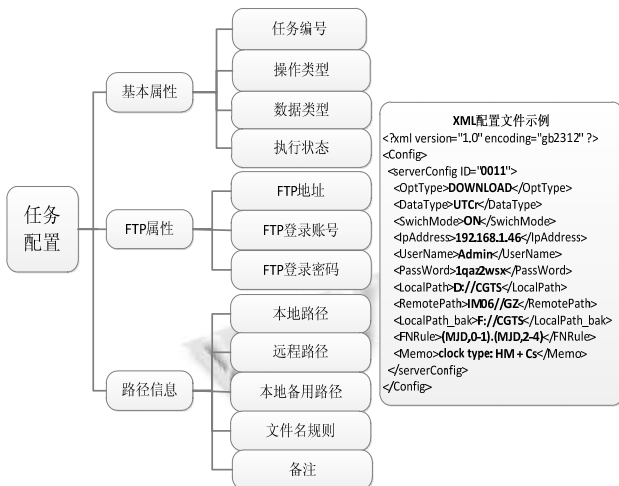 任务
配置
基本属性
任务编号
操作类型
数据类型
执行状态
FTP属性
FTP地址
FTP登录账号
FTP登录密码
路径信息
本地路径
远程路径
本地备用路径
文件名规则
备注
XML配置文件示例
<?xml version="1.0" encoding="gb2312" ?>
<Config>
<serverConfig ID="0011">
<OptType>DOWNLOAD</OptType>
<DataType>UTCr</DataType>
<SwichMode>ON</SwichMode>
<IpAddress>192.168.1.46</IpAddress>
<UserName>Admin</UserName>
<PassWord>1qaz2wsx</PassWord>
<LocalPath>D://CGTS</LocalPath>
<RemotePath>IM06//GZ</RemotePath>
<LocalPath_bak>F://CGTS</LocalPath_bak>
<FNRule>(MJD,0-1).(MJD,2-4)</FNRule>
<Memo>clock type: HM + Cs</Memo>
</serverConfig>
</Config>